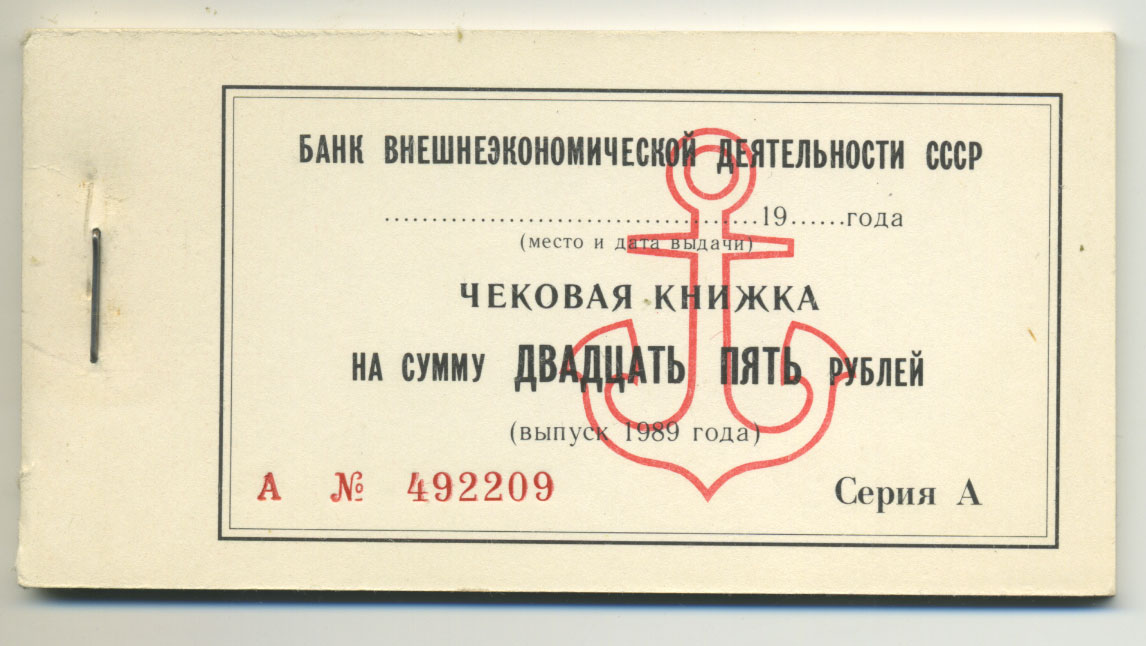 БАНК ВНЕШНЕЭКОНОМИЧЕСКОЙ ДЕЯТЕЛЬНОСТИ СССР
......................................19......года
(место и дата выдачи)
ЧЕКОВАЯ КНИЖКА
НА СУММУ ДВАДЦАТЬ ПЯТЬ РУБЛЕЙ
(выпуск 1989 года)
А № 492209 Серия А